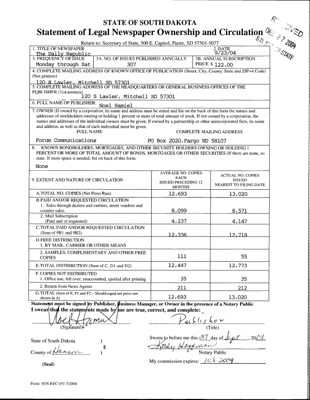 STATE OF SOUTH DAKOTA
Statement of Legal Newspaper Ownership and Circulation
Return to: Secretary of State, 500 E. Capitol, Pierre, SD 57501-5077
1. TITLE OF NEWSPAPER
The Daily Republic
2. DATE
9/23/04
3. FREQUENCY OF ISSUE
Monday through Sat
3A. NO. OF ISSUES PUBLISHED ANNUALLY
307
3B. ANNUAL SUBSCRIPTION
PRICE $ 122.00
4. COMPLETE MAILING ADDRESS OF KNOWN OFFICE OF PUBLICATION (Street, City, County, State and ZIP+4 Code)
(Not printers)
120 S Lawler, Mitchell SD 57301
5. COMPLETE MAILING ADDRESS OF THE HEADQUARTERS OR GENERAL BUSINESS OFFICES OF THE
PUBLISHER (Not printers)
120 S Lawler, Mitchell SD 57301
6. FULL NAME OF PUBLISHER:
Noel Hamiel
7. OWNER (If owned by a corporation, its name and address must be stated and also on the back of this form the names and
addresses of stockholders owning or holding 1 percent or more of total amount of stock. If not owned by a corporation, the
names and addresses of the individual owners must be given. If owned by a partnership or other unincorporated firm, its name
and address, as well as that of each individual must be given.
FULL NAME
COMPLETE MAILING ADDRESS
Forum Communications
PO Box 2020, Fargo ND 58107
8. KNOWN BONDHOLDERS, MORTGAGES, AND OTHER SECURITY HOLDERS OWNING OR HOLDING 1
PERCENT OR MORE OF TOTAL AMOUNT OF BONDS, MORTGAGES OR OTHER SECURITIES (If there are none, so
state. If more space is needed, list on back of this form.
None
9. EXTENT AND NATURE OF CIRCULATION
AVERAGE NO. COPIES
EACH
ISSUED PRECEDING 12
MONTHS
ACTUAL NO. COPIES
ISSUED
NEAREST TO FILING DATE
A.TOTAL NO. COPIES (Net Press Run)
12,693
13,020
B.PAID AND/OR REQUESTED CIRCULATION
1. Sales through dealers and carriers, street vendors and
counter sales.
8,099
8,571
2. Mail Subscription
(Paid and or requested)
4,237
4,147
C.TOTAL PAID AND/OR REQUESTED CIRCULATION
(Sum of 9B1 and 9B2)
12,336
12,718
D.FREE DISTRIBUTION
1. BY MAIL, CARRIER OR OTHER MEANS
2. SAMPLES, COMPLIMENTARY AND OTHER FREE
COPIES
111
55
E. TOTAL DISTRIBUTION (Sum of C, D1 and D2)
12,447
12,773
F. COPIES NOT DISTRIBUTED
1. Office use, left over, unaccounted, spoiled after printing
35
35
2. Return from News Agents
211
212
G. TOTAL (Sum of E, F1 and F2 - Should equal net press run
shown in A)
12,693
13,020
Statement must be signed by Publisher, Business Manager, or Owner in the presence of a Notary Public
I swear that the statements made by me are true, correct, and complete:
Noel Hamiel
Publisher
(Signature)
(Title)
State of South Dakota
Sworn to before me this
day of Sept 2004
County of
Notary Public
(Seal)
My commission expires:
Form: SOS REC 051 7/2004